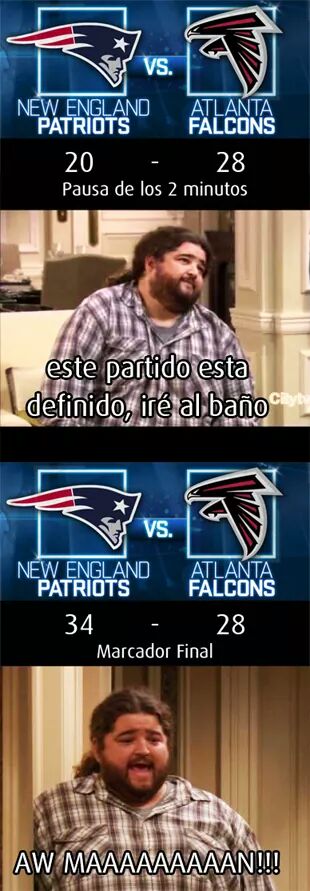 VS.
NEW ENGLAND
PATRIOTS
ATLANTA
FALCONS
20 - 28
Pausa de los 2 minutos
este partido esta
definido, iré al baño
VS.
NEW ENGLAND
PATRIOTS
ATLANTA
FALCONS
34 - 28
Marcador Final
AW MAAAAAAAAAN!!!